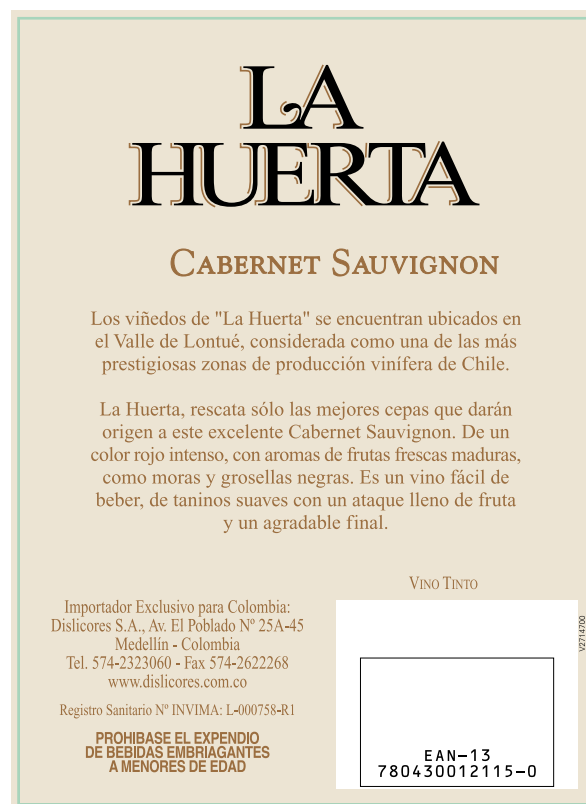 LA
HUERTA
CABERNET SAUVIGNON
Los viñedos de "La Huerta" se encuentran ubicados en
el Valle de Lontué, considerada como una de las más
prestigiosas zonas de producción vinífera de Chile.
La Huerta, rescata sólo las mejores cepas que darán
origen a este excelente Cabernet Sauvignon. De un
color rojo intenso, con aromas de frutas frescas maduras,
como moras y grosellas negras. Es un vino fácil de
beber, de taninos suaves con un ataque lleno de fruta
y un agradable final.
VINO TINTO
Importador Exclusivo para Colombia:
Dislicores S.A., Av. El Poblado Nº 25A-45
Medellín - Colombia
Tel. 574-2323060 - Fax 574-2622268
www.dislicores.com.co
Registro Sanitario Nº INVIMA: L-000758-R1
PROHIBASE EL EXPENDIO
DE BEBIDAS EMBRIAGANTES
A MENORES DE EDAD
V2714700
EAN-13
780430012115-0